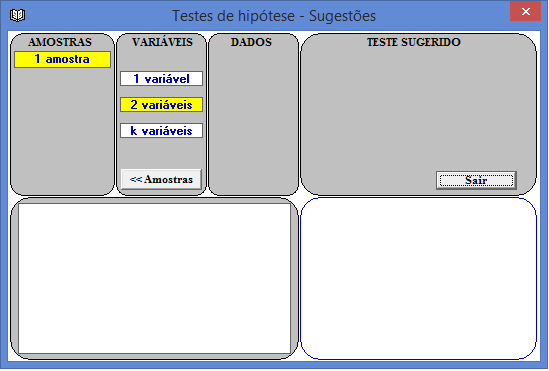 Testes de hipótese - Sugestões
AMOSTRAS
1 amostra
VARIÁVEIS
1 variável
2 variáveis
k variáveis
<< Amostras
DADOS
TESTE SUGERIDO
Sair